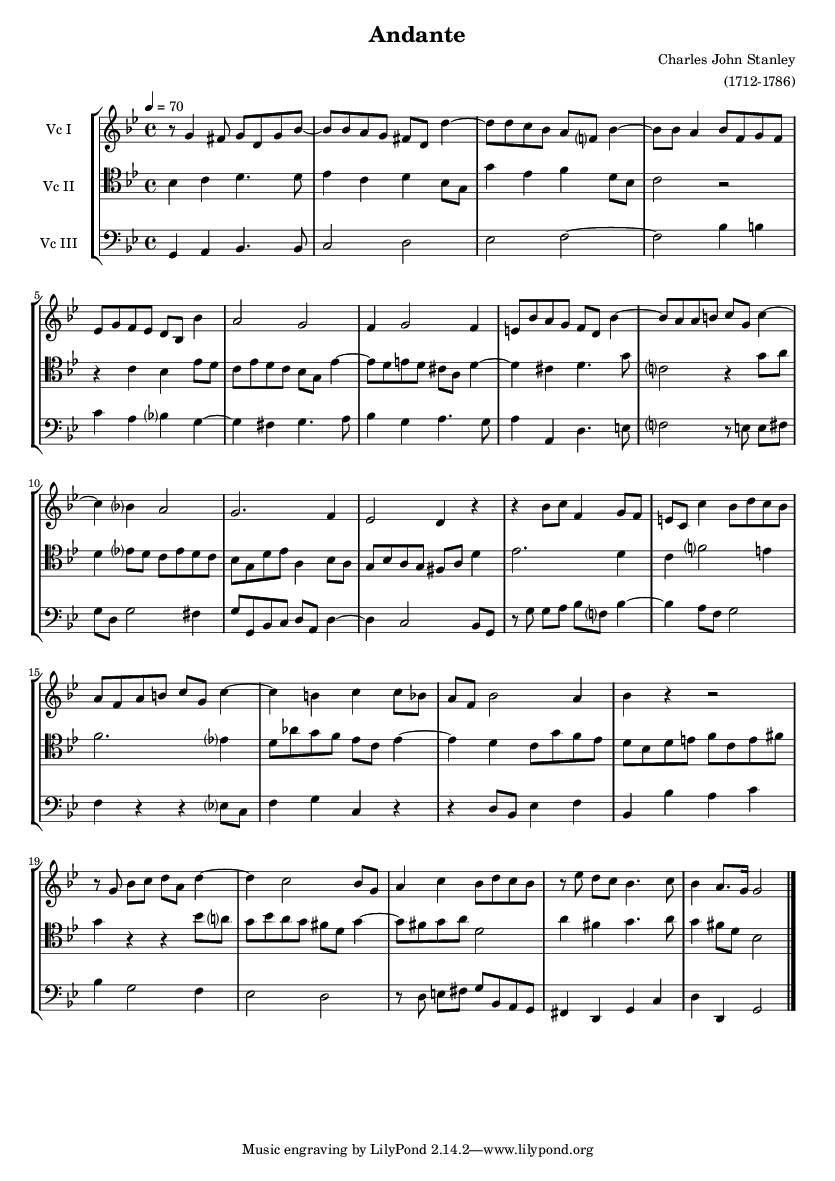 Andante
Charles John Stanley
(1712-1786)
= 70
Vc I
Vc II
Vc III
5
10
15
19
Music engraving by LilyPond 2.14.2—www.lilypond.org